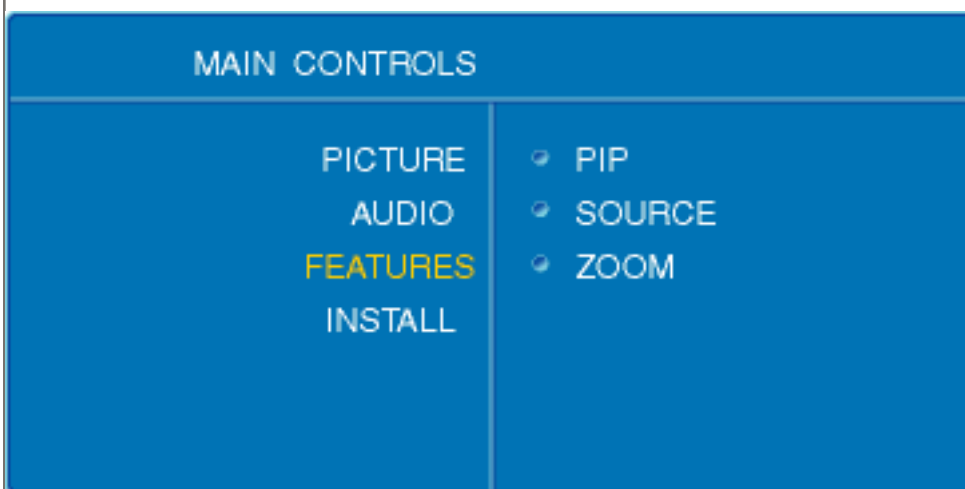 MAIN CONTROLS
PICTURE
AUDIO
FEATURES
INSTALL
PIP
SOURCE
ZOOM